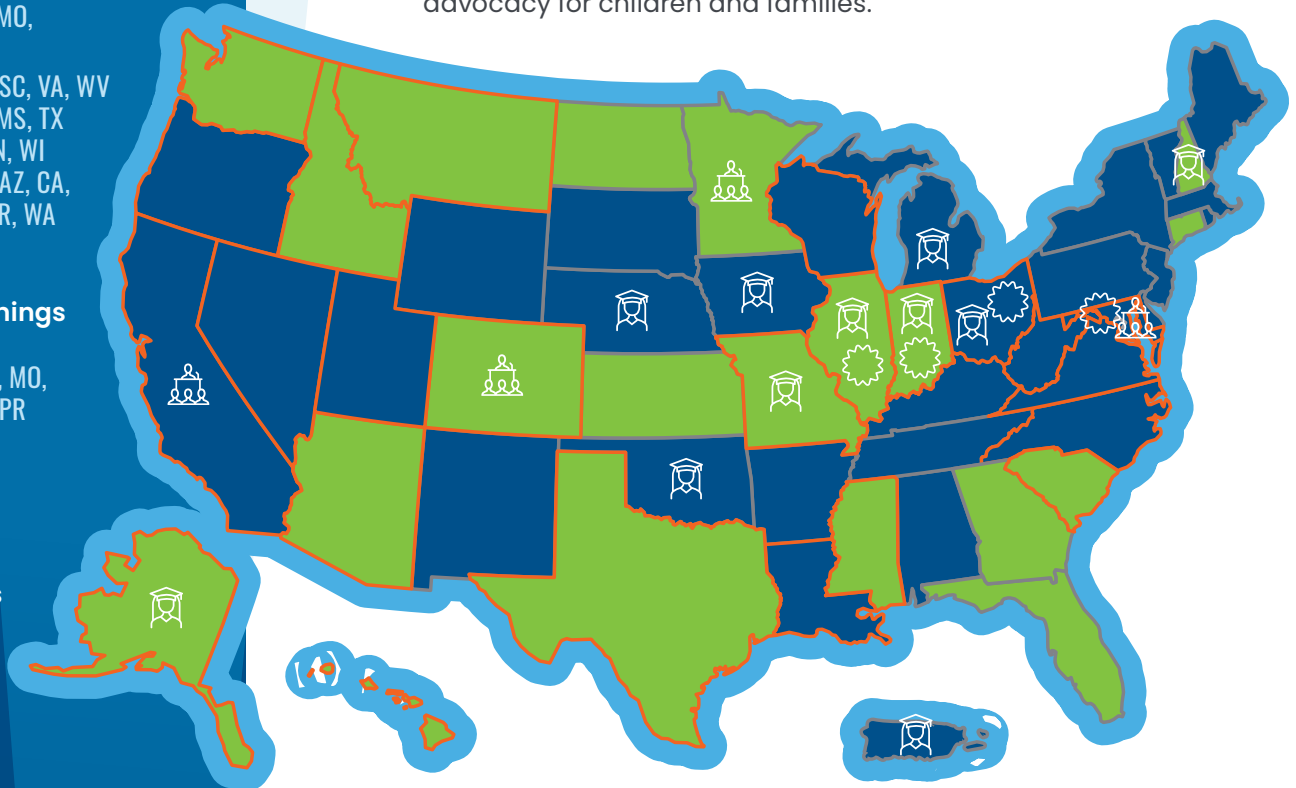 advocacy for children and families.
MO,
SC, VA, WV
MS, TX
N, WI
AZ, CA,
R, WA
nings
, MO,
PR
s